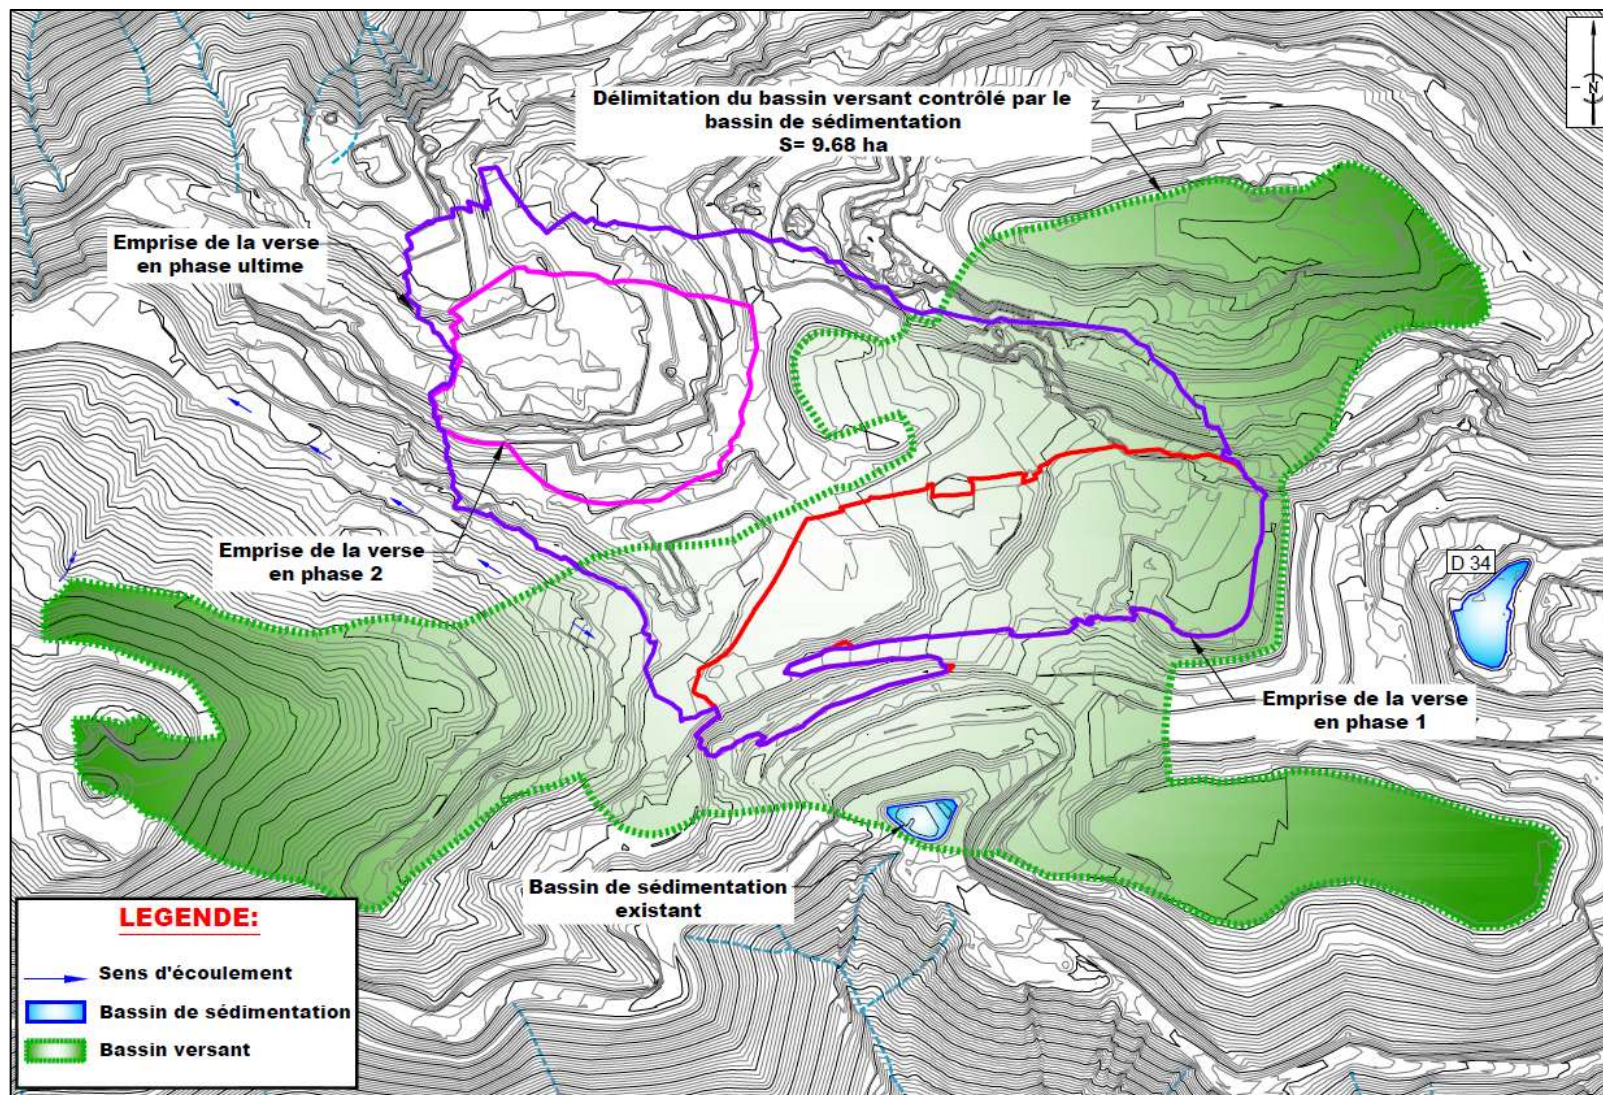 Délimitation du bassin versant contrôlé par le
bassin de sédimentation
S= 9.68 ha
N
Emprise de la verse
en phase ultime
Emprise de la verse
en phase 2
D 34
Emprise de la verse
en phase 1
Bassin de sédimentation
existant
LEGENDE:
Sens d'écoulement
Bassin de sédimentation
Bassin versant